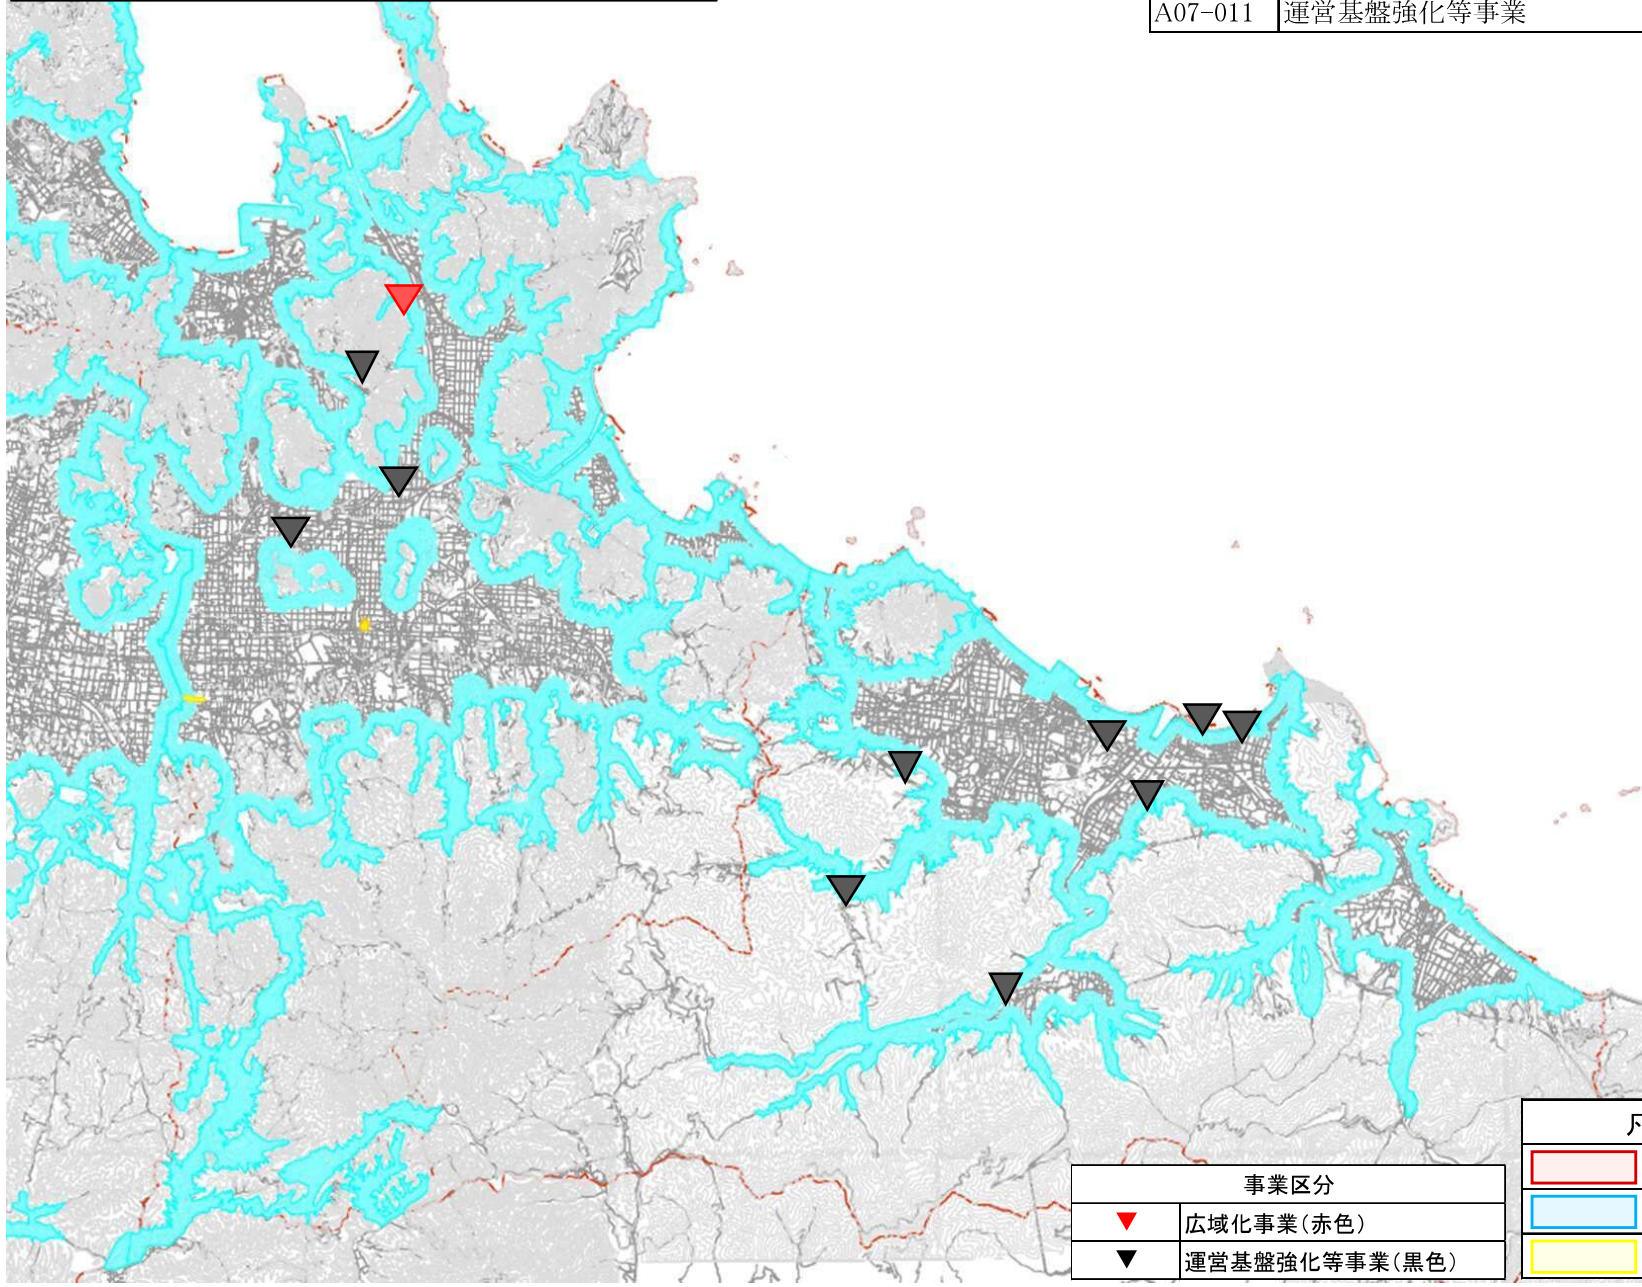 A07-011 運営基盤強化等事業
事業区分
▼ 広域化事業(赤色)
▼ 運営基盤強化等事業(黒色)